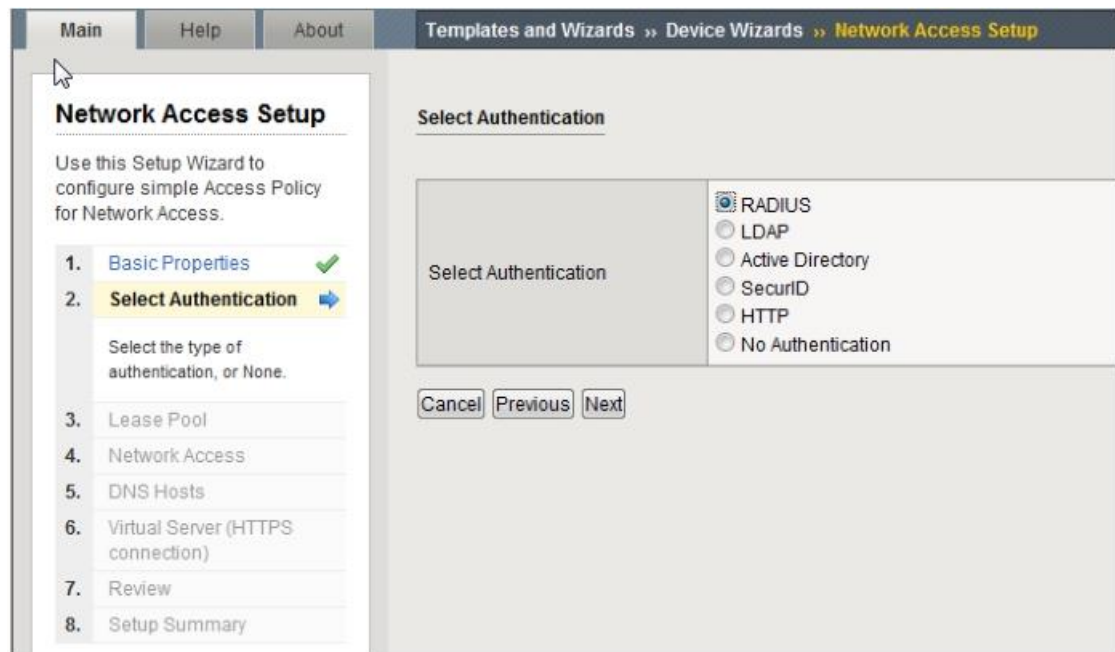 Main
Help
About
Templates and Wizards ›› Device Wizards ›› Network Access Setup
Network Access Setup
Use this Setup Wizard to
configure simple Access Policy
for Network Access.
1. Basic Properties
2. Select Authentication
Select the type of
authentication, or None.
3. Lease Pool
4. Network Access
5. DNS Hosts
6. Virtual Server (HTTPS
connection)
7. Review
8. Setup Summary
Select Authentication
Select Authentication
RADIUS
LDAP
Active Directory
SecurID
HTTP
No Authentication
Cancel Previous Next